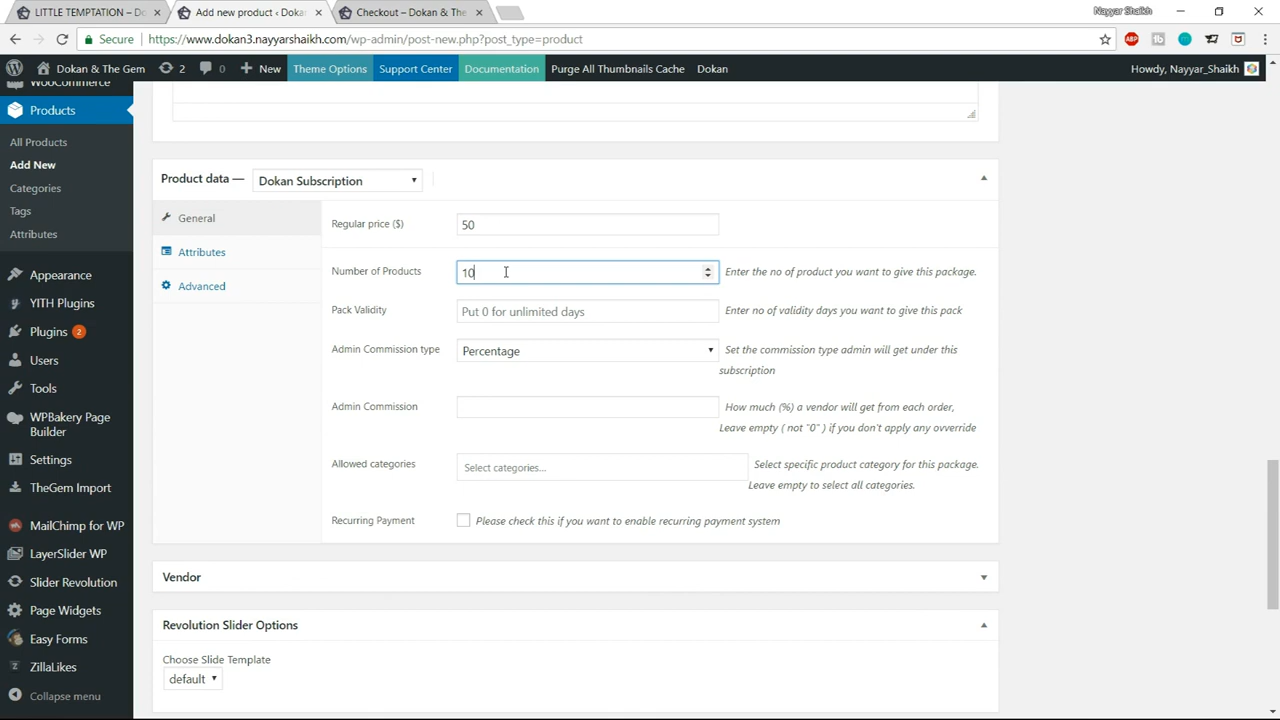 LITTLE TEMPTATION – D
Add new product ‹ Dokan
Checkout – Dokan & The
Nayyar Shaikh
Secure
https://www.dokan3.nayyarshaikh.com/wp-admin/post-new.php?post_type=product
Dokan & The Gem
2
0
New
Theme Options
Support Center
Documentation
Purge All Thumbnails Cache
Dokan
Howdy, Nayyar_Shaikh
WooCommerce
Products
All Products
Add New
Categories
Tags
Attributes
Appearance
YITH Plugins
Plugins 2
Users
Tools
WPBakery Page
Builder
Settings
TheGem Import
MailChimp for WP
LayerSlider WP
Slider Revolution
Page Widgets
Easy Forms
ZillaLikes
Collapse menu
Product data — Dokan Subscription
General
Attributes
Advanced
Regular price ($) 50
Number of Products 10 Enter the no of product you want to give this package.
Pack Validity Put 0 for unlimited days Enter no of validity days you want to give this pack
Admin Commission type Percentage Set the commission type admin will get under this
subscription
Admin Commission How much (%) a vendor will get from each order,
Leave empty ( not "0" ) if you don't apply any ovverride
Allowed categories Select categories... Select specific product category for this package.
Leave empty to select all categories.
Recurring Payment Please check this if you want to enable recurring payment system
Vendor
Revolution Slider Options
Choose Slide Template
default